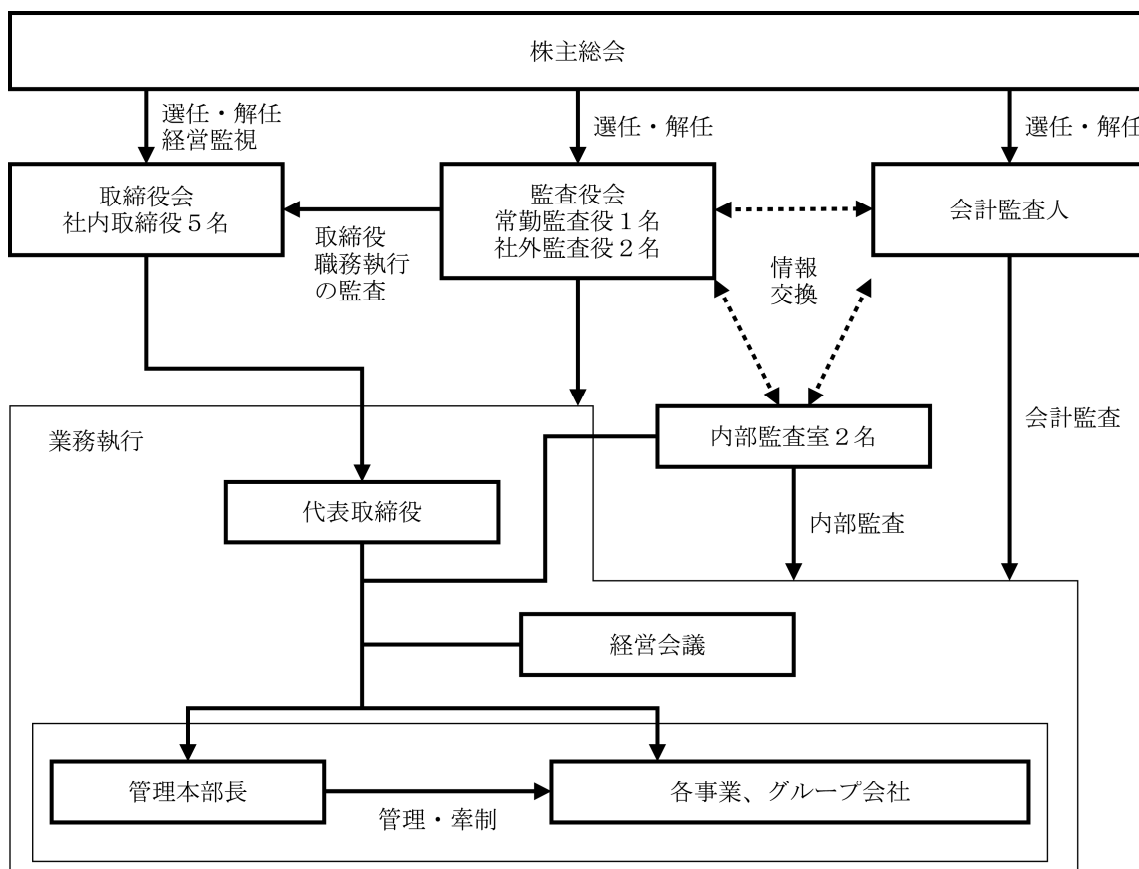 株主総会
選任・解任
経営監視
選任・解任
選任・解任
取締役会
社内取締役５名
監査役会
常勤監査役１名
社外監査役２名
会計監査人
取締役
職務執行
の監査
情報
交換
業務執行
内部監査室２名
会計監査
代表取締役
内部監査
経営会議
管理本部長
各事業、グループ会社
管理・牽制